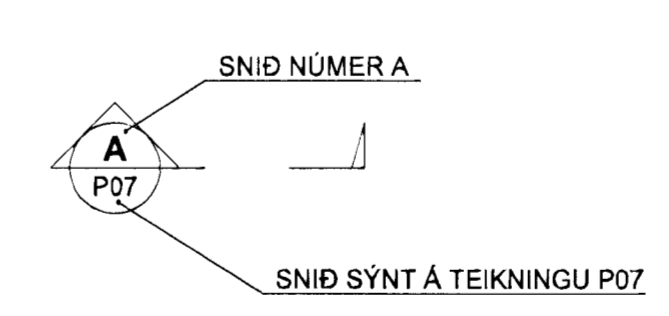 SNIÐ NÚMER A
A
P07
SNIÐ SÝNT Á TEIKNINGU P07